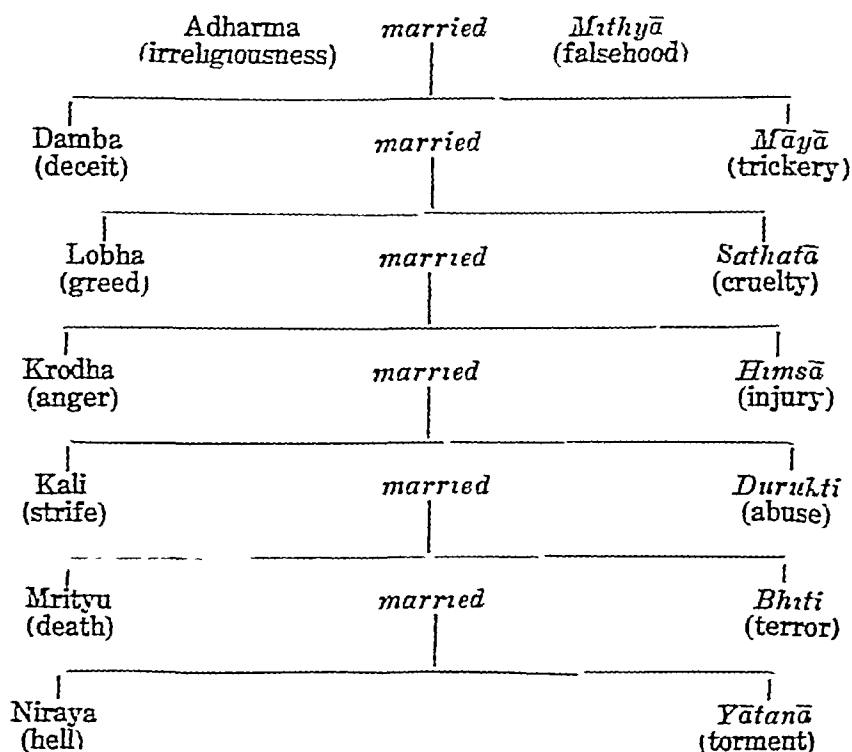 Adharma married Mithyā
(irreligiousness) (falsehood)
Damba married Māyā
(deceit) (trickery)
Lobha married Sathatā
(greed) (cruelty)
Krodha married Himsā
(anger) (injury)
Kali married Durukti
(strife) (abuse)
Mrityu married Bhiti
(death) (terror)
Niraya Yātanā
(hell) (torment)